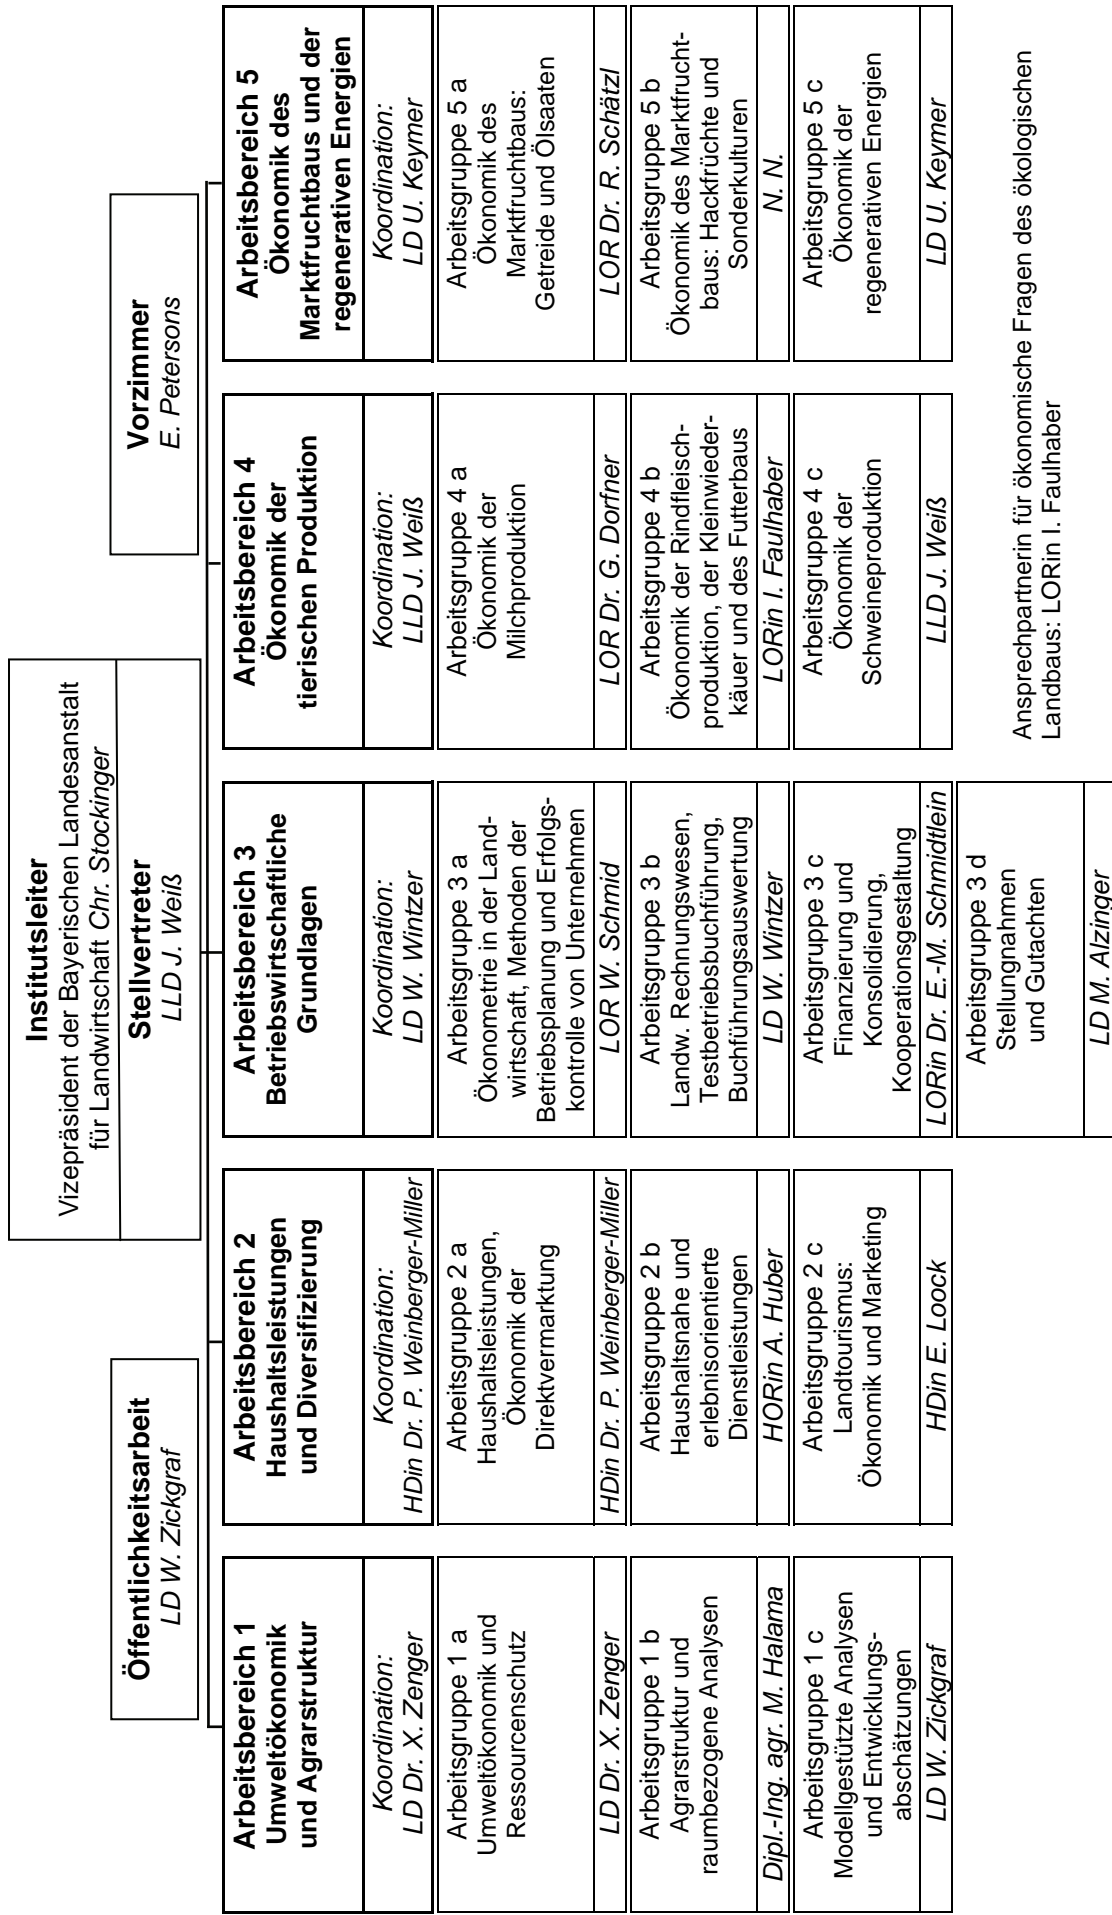 Institutsleiter
Vizepräsident der Bayerischen Landesanstalt
für Landwirtschaft Chr. Stockinger
Stellvertreter
LLD J. Weiß
Öffentlichkeitsarbeit
LD W. Zickgraf
Vorzimmer
E. Petersons
Arbeitsbereich 1
Umweltökonomik
und Agrarstruktur
Koordination:
LD Dr. X. Zenger
Arbeitsgruppe 1 a
Umweltökonomik und
Ressourcenschutz
LD Dr. X. Zenger
Arbeitsgruppe 1 b
Agrarstruktur und
raumbezogene Analysen
Dipl.-Ing. agr. M. Halama
Arbeitsgruppe 1 c
Modellgestützte Analysen
und Entwicklungs-
abschätzungen
LD W. Zickgraf
Arbeitsbereich 2
Haushaltsleistungen
und Diversifizierung
Koordination:
HDin Dr. P. Weinberger-Miller
Arbeitsgruppe 2 a
Haushaltsleistungen,
Ökonomik der
Direktvermarktung
HDin Dr. P. Weinberger-Miller
Arbeitsgruppe 2 b
Haushaltsnahe und
erlebnisorientierte
Dienstleistungen
HORin A. Huber
Arbeitsgruppe 2 c
Landtourismus:
Ökonomik und Marketing
HDin E. Loock
Arbeitsbereich 3
Betriebswirtschaftliche
Grundlagen
Koordination:
LD W. Wintzer
Arbeitsgruppe 3 a
Ökonometrie in der Land-
wirtschaft, Methoden der
Betriebsplanung und Erfolgs-
kontrolle von Unternehmen
LOR W. Schmid
Arbeitsgruppe 3 b
Landw. Rechnungswesen,
Testbetriebsbuchführung,
Buchführungsauswertung
LD W. Wintzer
Arbeitsgruppe 3 c
Finanzierung und
Konsolidierung,
Kooperationsgestaltung
LORin Dr. E.-M. Schmidtlein
Arbeitsgruppe 3 d
Stellungnahmen
und Gutachten
LD M. Alzinger
Arbeitsbereich 4
Ökonomik der
tierischen Produktion
Koordination:
LLD J. Weiß
Arbeitsgruppe 4 a
Ökonomik der
Milchproduktion
LOR Dr. G. Dorfner
Arbeitsgruppe 4 b
Ökonomik der Rindfleisch-
produktion, der Kleinwieder-
käuer und des Futterbaus
LORin I. Faulhaber
Arbeitsgruppe 4 c
Ökonomik der
Schweineproduktion
LLD J. Weiß
Arbeitsbereich 5
Ökonomik des
Marktfruchtbaus und der
regenerativen Energien
Koordination:
LD U. Keymer
Arbeitsgruppe 5 a
Ökonomik des
Marktfruchtbaus:
Getreide und Ölsaaten
LOR Dr. R. Schätzl
Arbeitsgruppe 5 b
Ökonomik des Marktfrucht-
baus: Hackfrüchte und
Sonderkulturen
N. N.
Arbeitsgruppe 5 c
Ökonomik der
regenerativen Energien
LD U. Keymer
Ansprechpartnerin für ökonomische Fragen des ökologischen
Landbaus: LORin I. Faulhaber